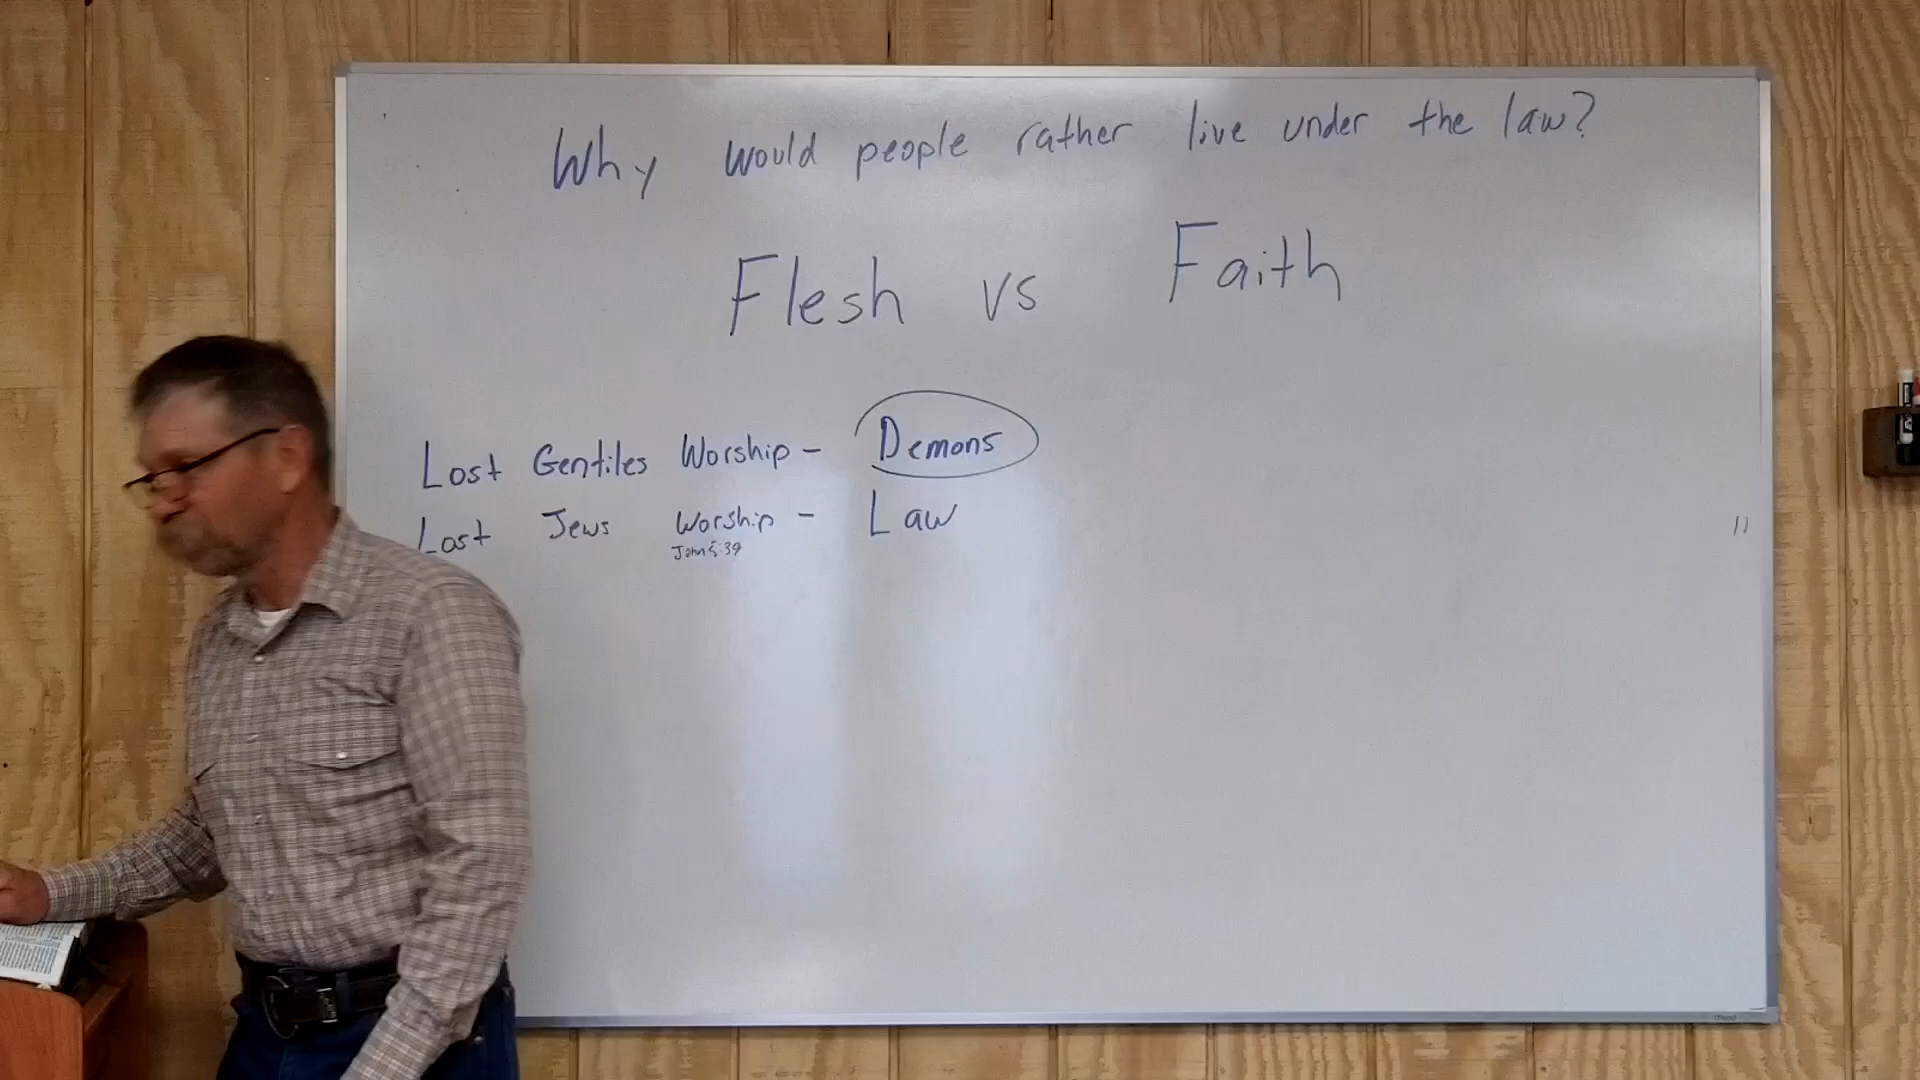 Why would people rather live under the law?
Flesh vs Faith
Lost Gentiles Worship - Demons
Lost Jews Worship - Law
John 5:39